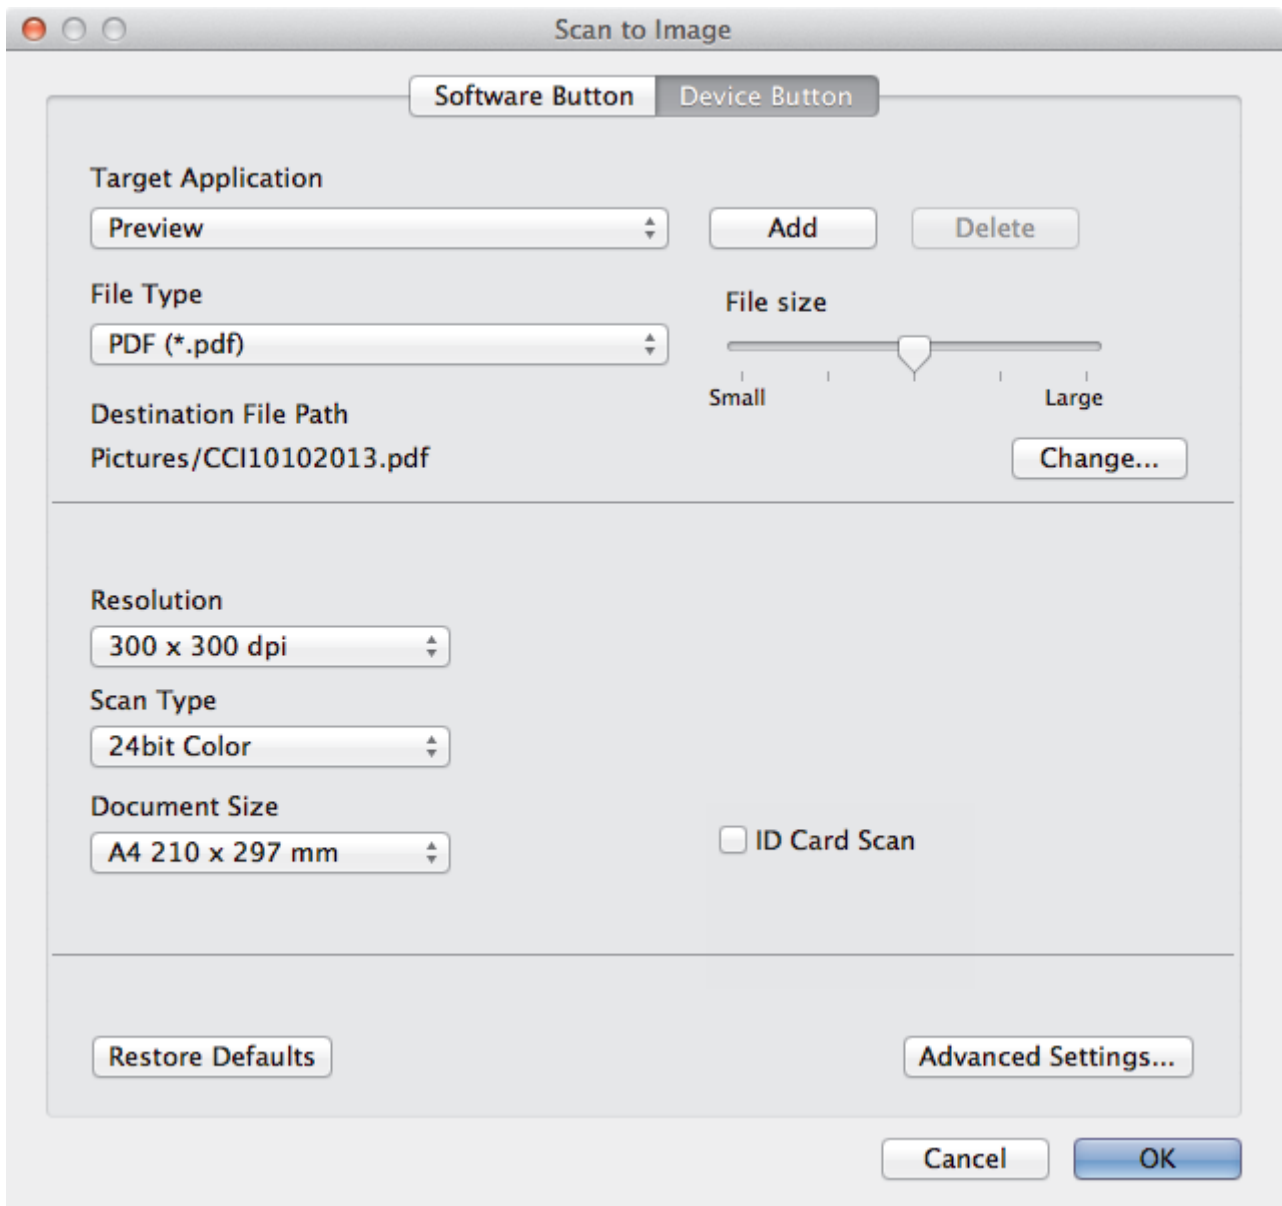 Scan to Image
Software Button Device Button
Target Application
Preview Add Delete
File Type
File size
PDF (*.pdf)
Small Large
Destination File Path
Pictures/CCI10102013.pdf Change...
Resolution
300 x 300 dpi
Scan Type
24bit Color
Document Size
A4 210 x 297 mm
ID Card Scan
Restore Defaults Advanced Settings...
Cancel OK